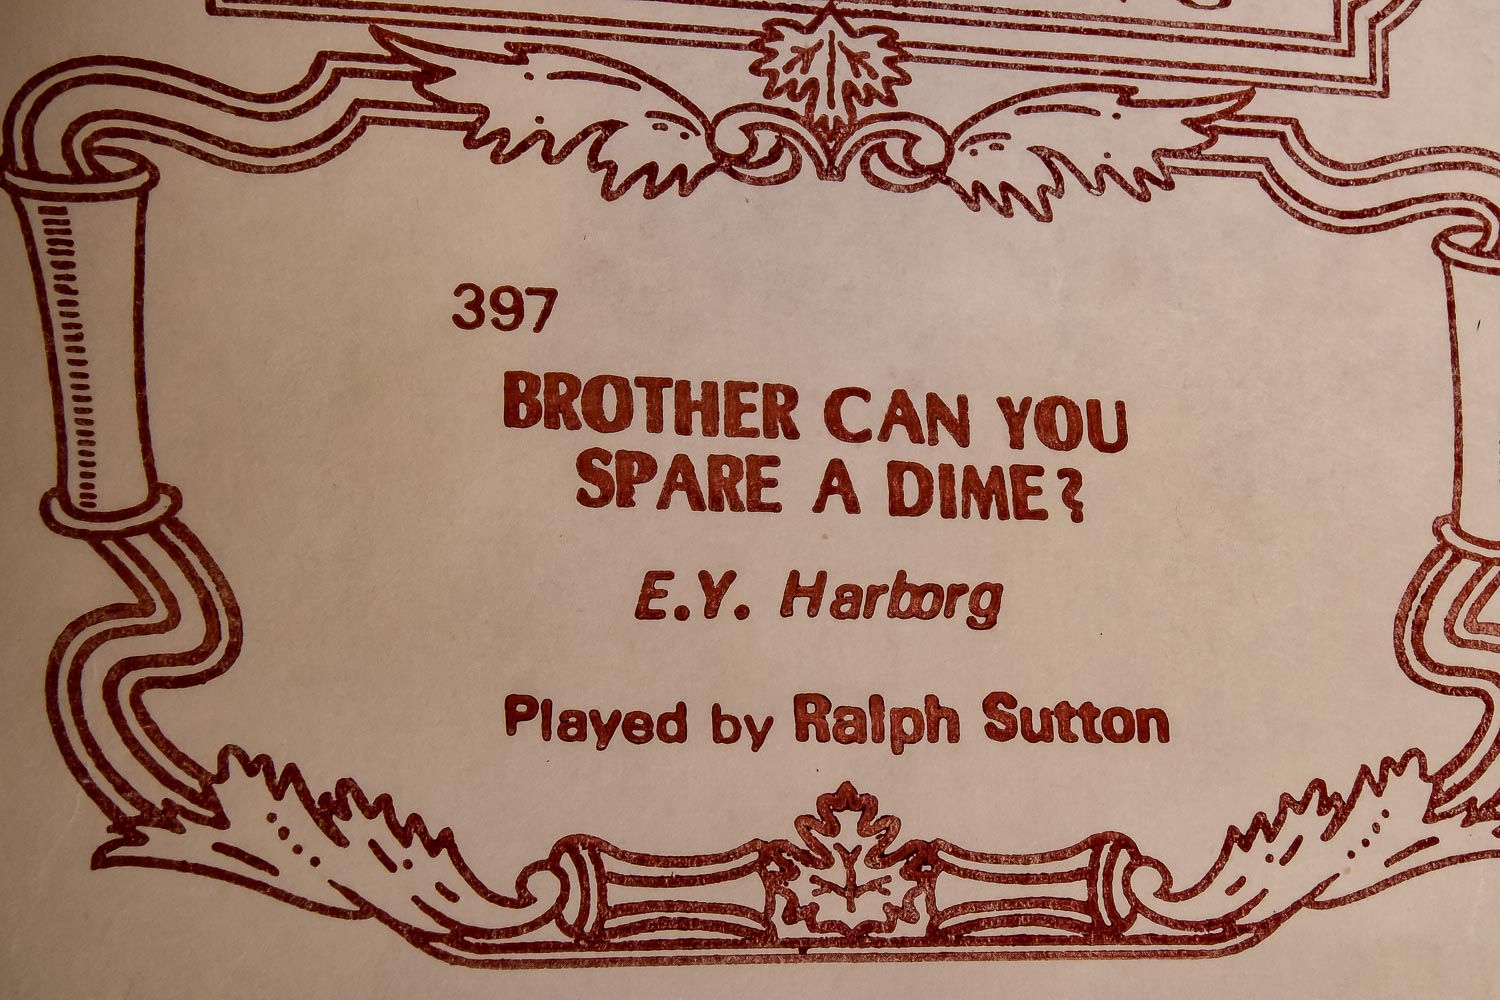 397
BROTHER CAN YOU
SPARE A DIME?
E.Y. Harborg
Played by Ralph Sutton